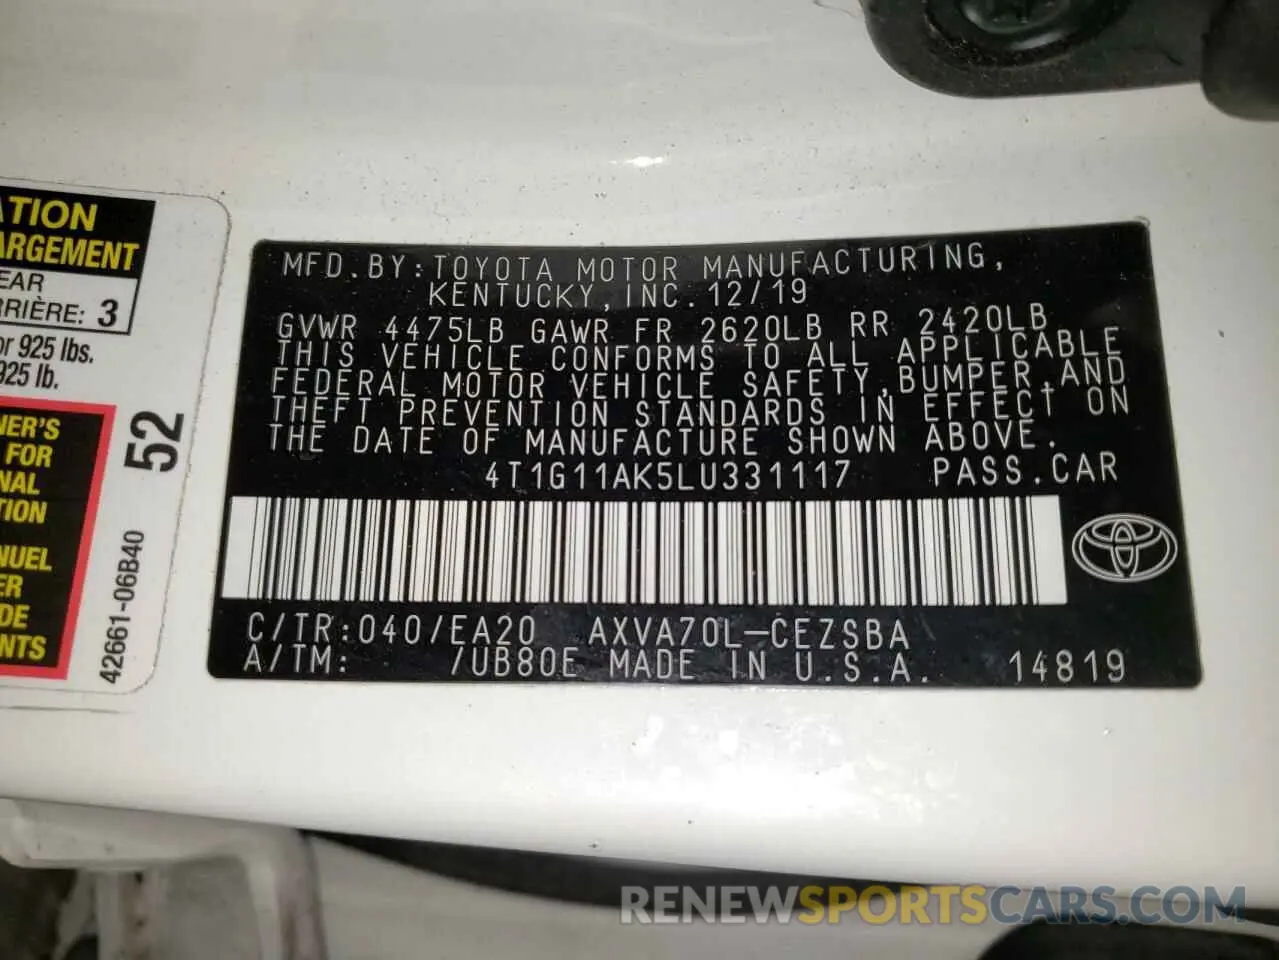 ATION
ARGEMENT
EAR
RRIÈRE: 3
or 925 lbs.
925 lb.
NER'S
FOR
NAL
TION
NUEL
ER
DE
NTS
52
42661-06B40
MFD.BY:TOYOTA MOTOR MANUFACTURING,
KENTUCKY,INC.12/19
GVWR 4475LB GAWR FR 2620LB RR 2420LB
THIS VEHICLE CONFORMS TO ALL APPLICABLE
FEDERAL MOTOR VEHICLE SAFETY,BUMPER,AND
THEFT PREVENTION STANDARDS IN EFFECT ON
THE DATE OF MANUFACTURE SHOWN ABOVE.
4T1G11AK5LU331117 PASS.CAR
C/TR:040/EA20 AXVA70L-CEZSBA
A/TM: /UB80E MADE IN U.S.A. 14819
RENEWSPORTSCARS.COM